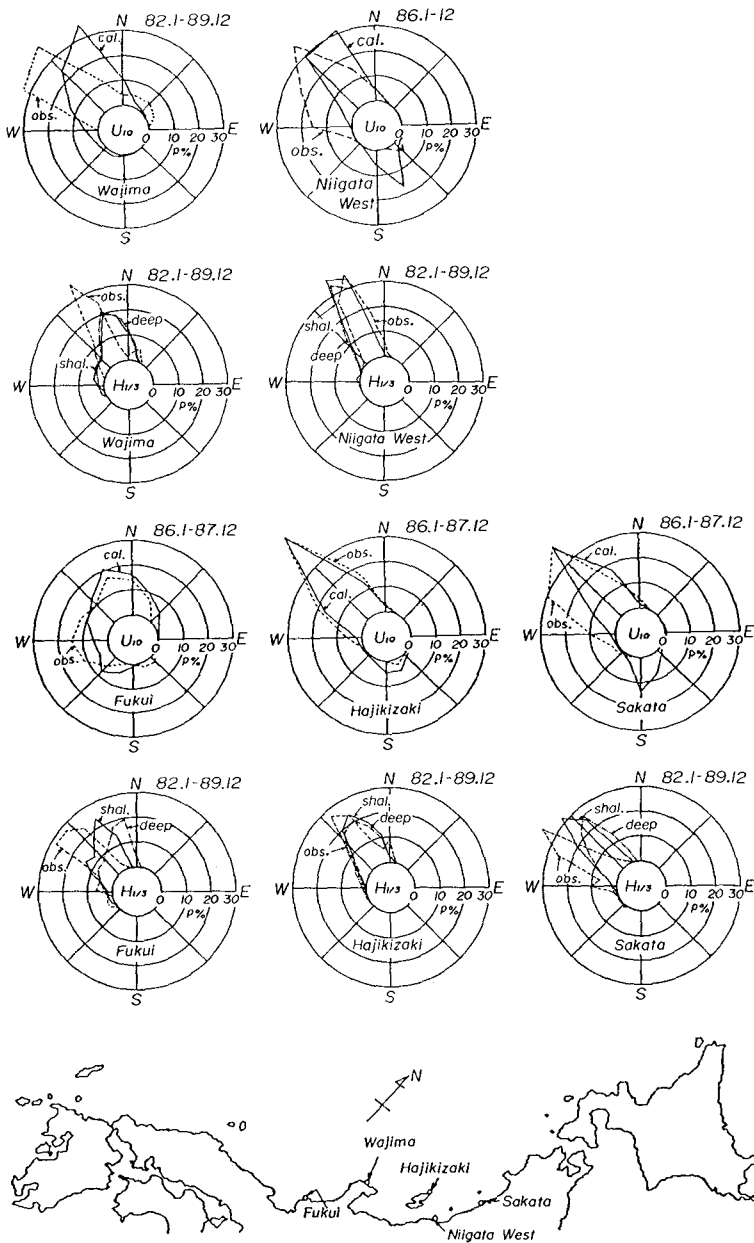 N 82.1-89.12
cal.
obs.
W U10 0 10 20 30 E
P%
Wajima
S
N 86.1-12
cal.
obs.
W U10 0 10 20 30 E
P%
Niigata
West
S
N 82.1-89.12
obs.
deep
shal.
W H1/3 0 10 20 30 E
P%
Wajima
S
N 82.1-89.12
shal.
obs.
deep
W H1/3 0 10 20 30 E
P%
Niigata West
S
N 86.1-87.12
cal.
obs.
W U10 0 10 20 30 E
P%
Fukui
S
N 86.1-87.12
obs.
cal.
W U10 0 10 20 30 E
P%
Hajikizaki
S
N 86.1-87.12
cal.
obs.
W U10 0 10 20 30 E
P%
Sakata
S
N 82.1-89.12
shal.
deep
obs.
W H1/3 0 10 20 30 E
P%
Fukui
S
N 82.1-89.12
shal.
deep
obs.
W H1/3 0 10 20 30 E
P%
Hajikizaki
S
N 82.1-89.12
shal.
deep
obs.
W H1/3 0 10 20 30 E
P%
Sakata
S
N
Wajima
Hajikizaki
Fukui
Sakata
Niigata West